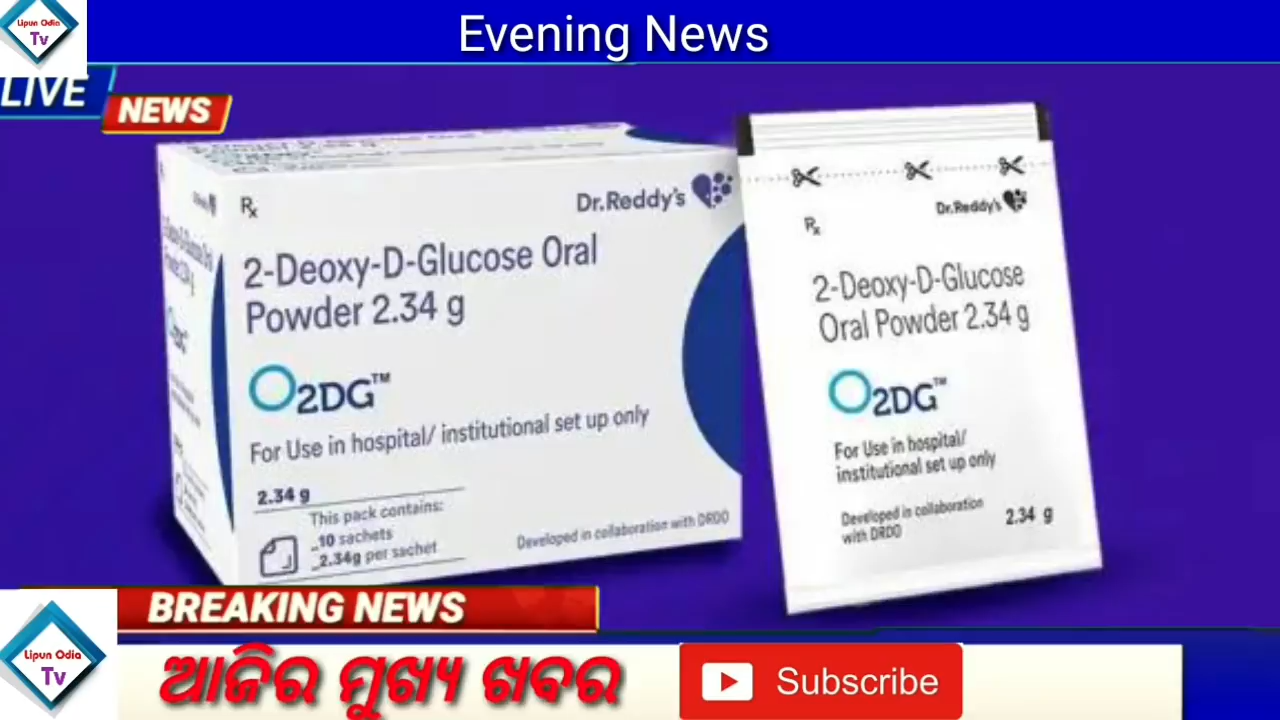 Lipun Odia
Tv
Evening News
LIVE
NEWS
Rx
Dr.Reddy's
2-Deoxy-D-Glucose Oral
Powder 2.34 g
O2DG™
For Use in hospital/ institutional set up only
2.34 g
This pack contains:
10 sachets
2.34g per sachet
Developed in collaboration with DRDO
Dr.Reddy's
Rx
2-Deoxy-D-Glucose
Oral Powder 2.34 g
O2DG™
For Use in hospital/
institutional set up only
Developed in collaboration
with DRDO
2.34 g
BREAKING NEWS
Lipun Odia
Tv
ଆଜିର ମୁଖ୍ୟ ଖବର
Subscribe